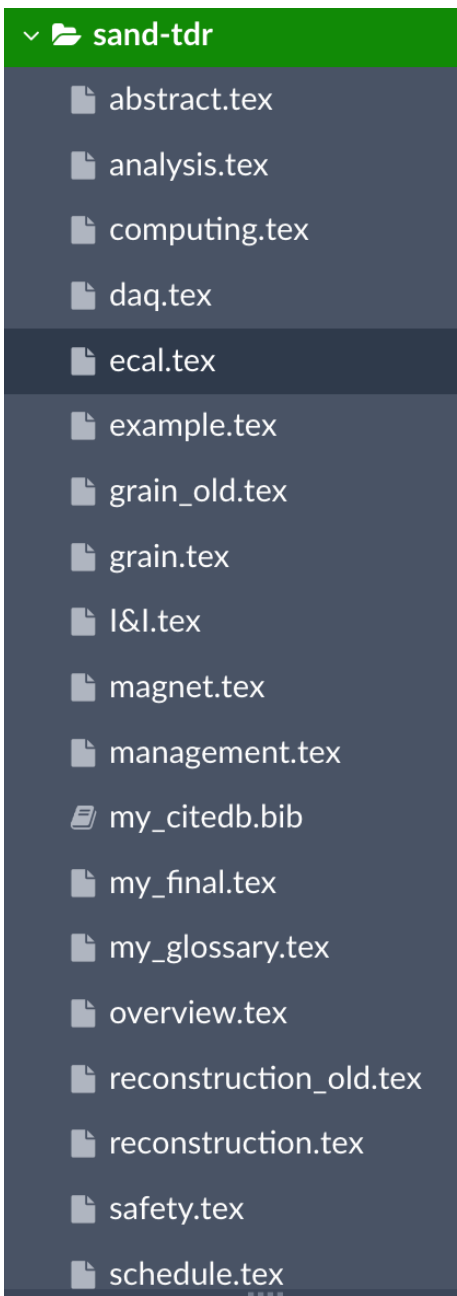 sand-tdr
abstract.tex
analysis.tex
computing.tex
daq.tex
ecal.tex
example.tex
grain_old.tex
grain.tex
I&I.tex
magnet.tex
management.tex
my_citedb.bib
my_final.tex
my_glossary.tex
overview.tex
reconstruction_old.tex
reconstruction.tex
safety.tex
schedule.tex